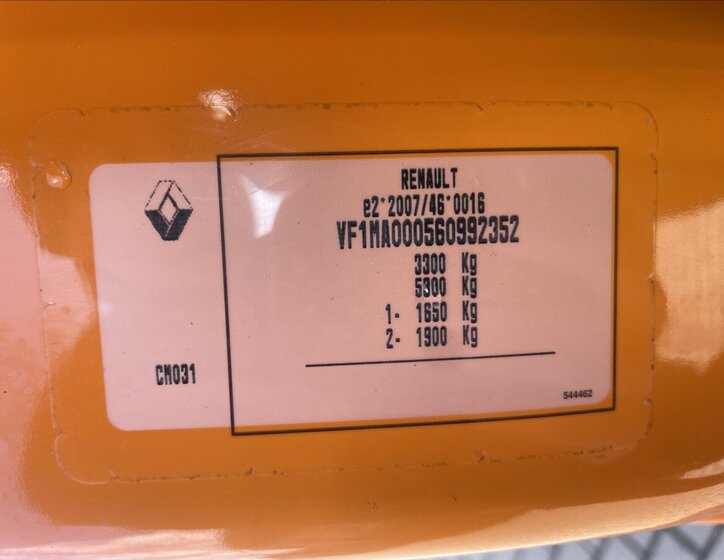 RENAULT
e2*2007/46*0016
VF1MA000560992352
3300 Kg
5300 Kg
1- 1650 Kg
2- 1900 Kg
CM031
544462